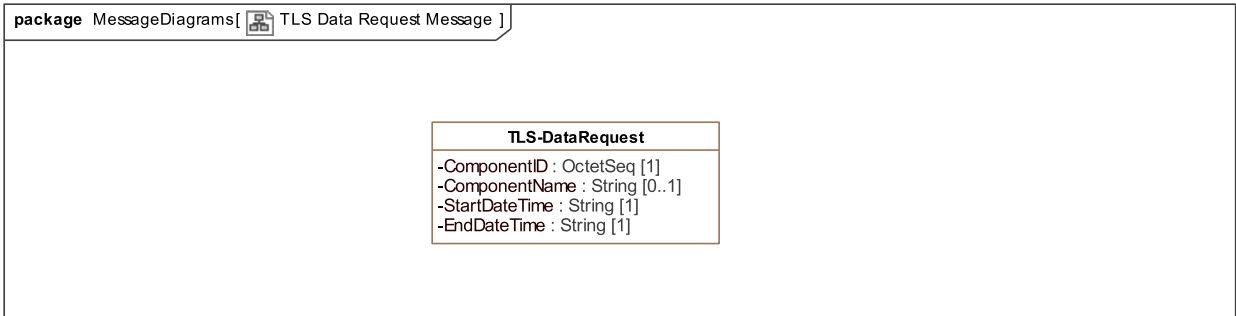 package MessageDiagrams[ TLS Data Request Message ]
TLS-DataRequest
-ComponentID : OctetSeq [1]
-ComponentName : String [0..1]
-StartDateTime : String [1]
-EndDateTime : String [1]